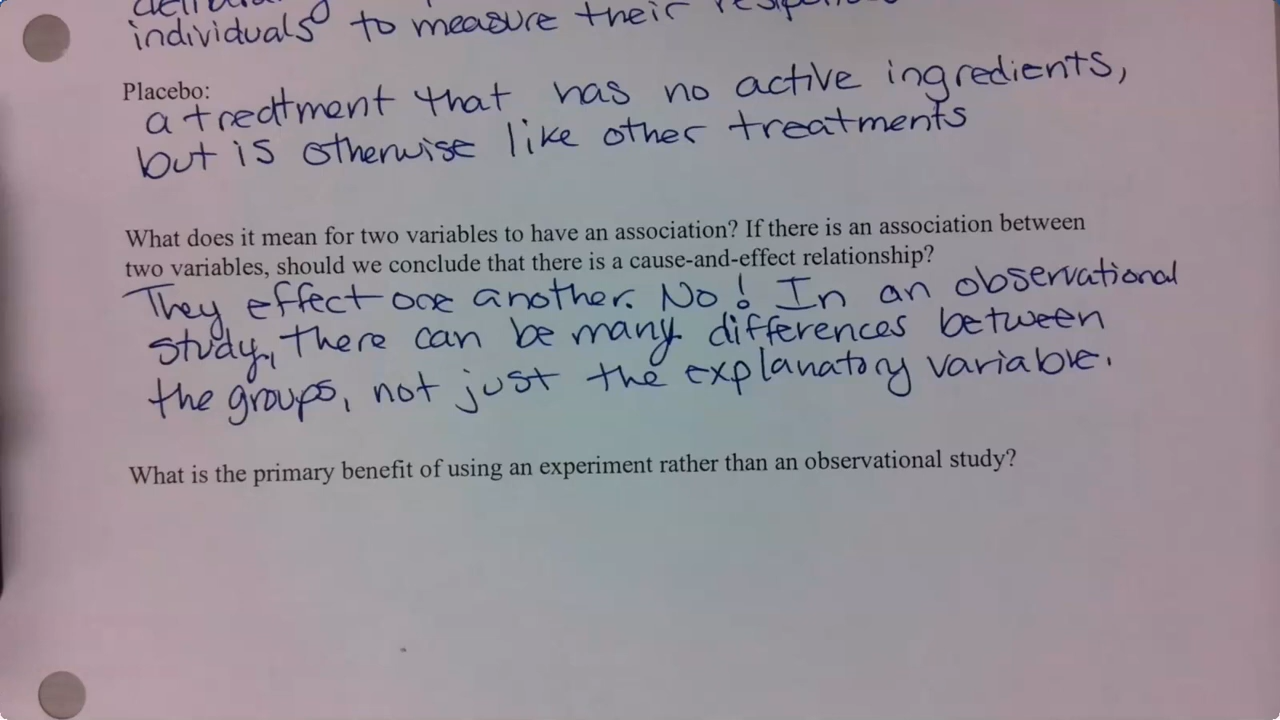 individuals to measure their
Placebo:
a treatment that has no active ingredients,
but is otherwise like other treatments
What does it mean for two variables to have an association? If there is an association between
two variables, should we conclude that there is a cause-and-effect relationship?
They effect one another. No! In an observational
study, there can be many differences between
the groups, not just the explanatory variable.
What is the primary benefit of using an experiment rather than an observational study?